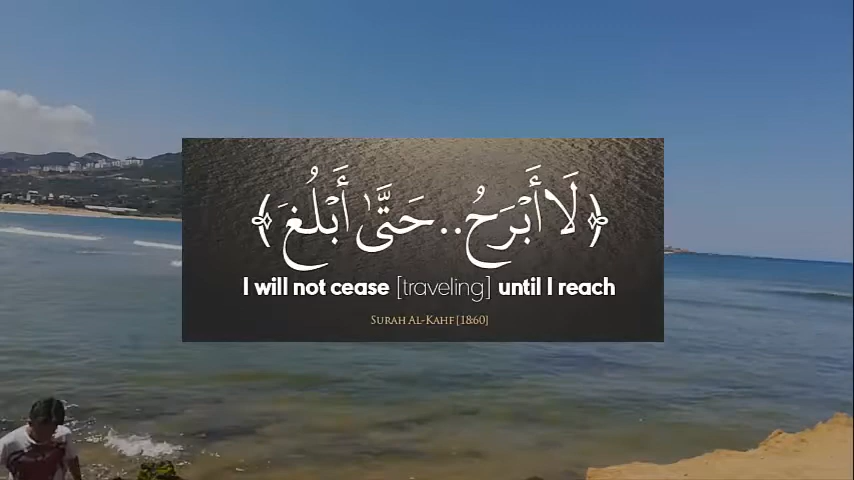 ﴿لَا أَبْرَحُ.. حَتَّىٰ أَبْلُغَ﴾
I will not cease [traveling] until I reach
SURAH AL-KAHF [18:60]